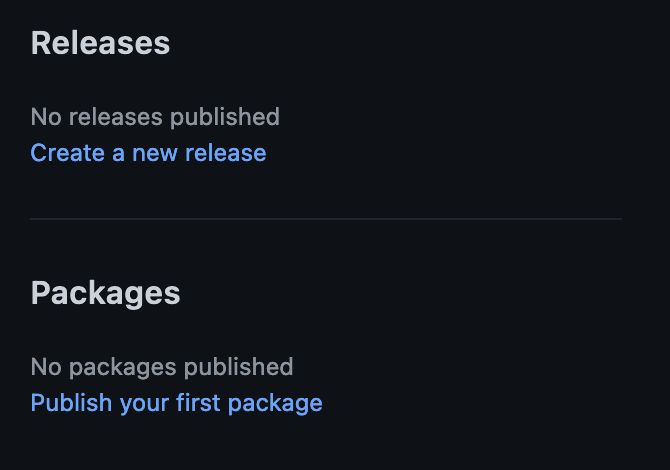 Releases
No releases published
Create a new release
Packages
No packages published
Publish your first package